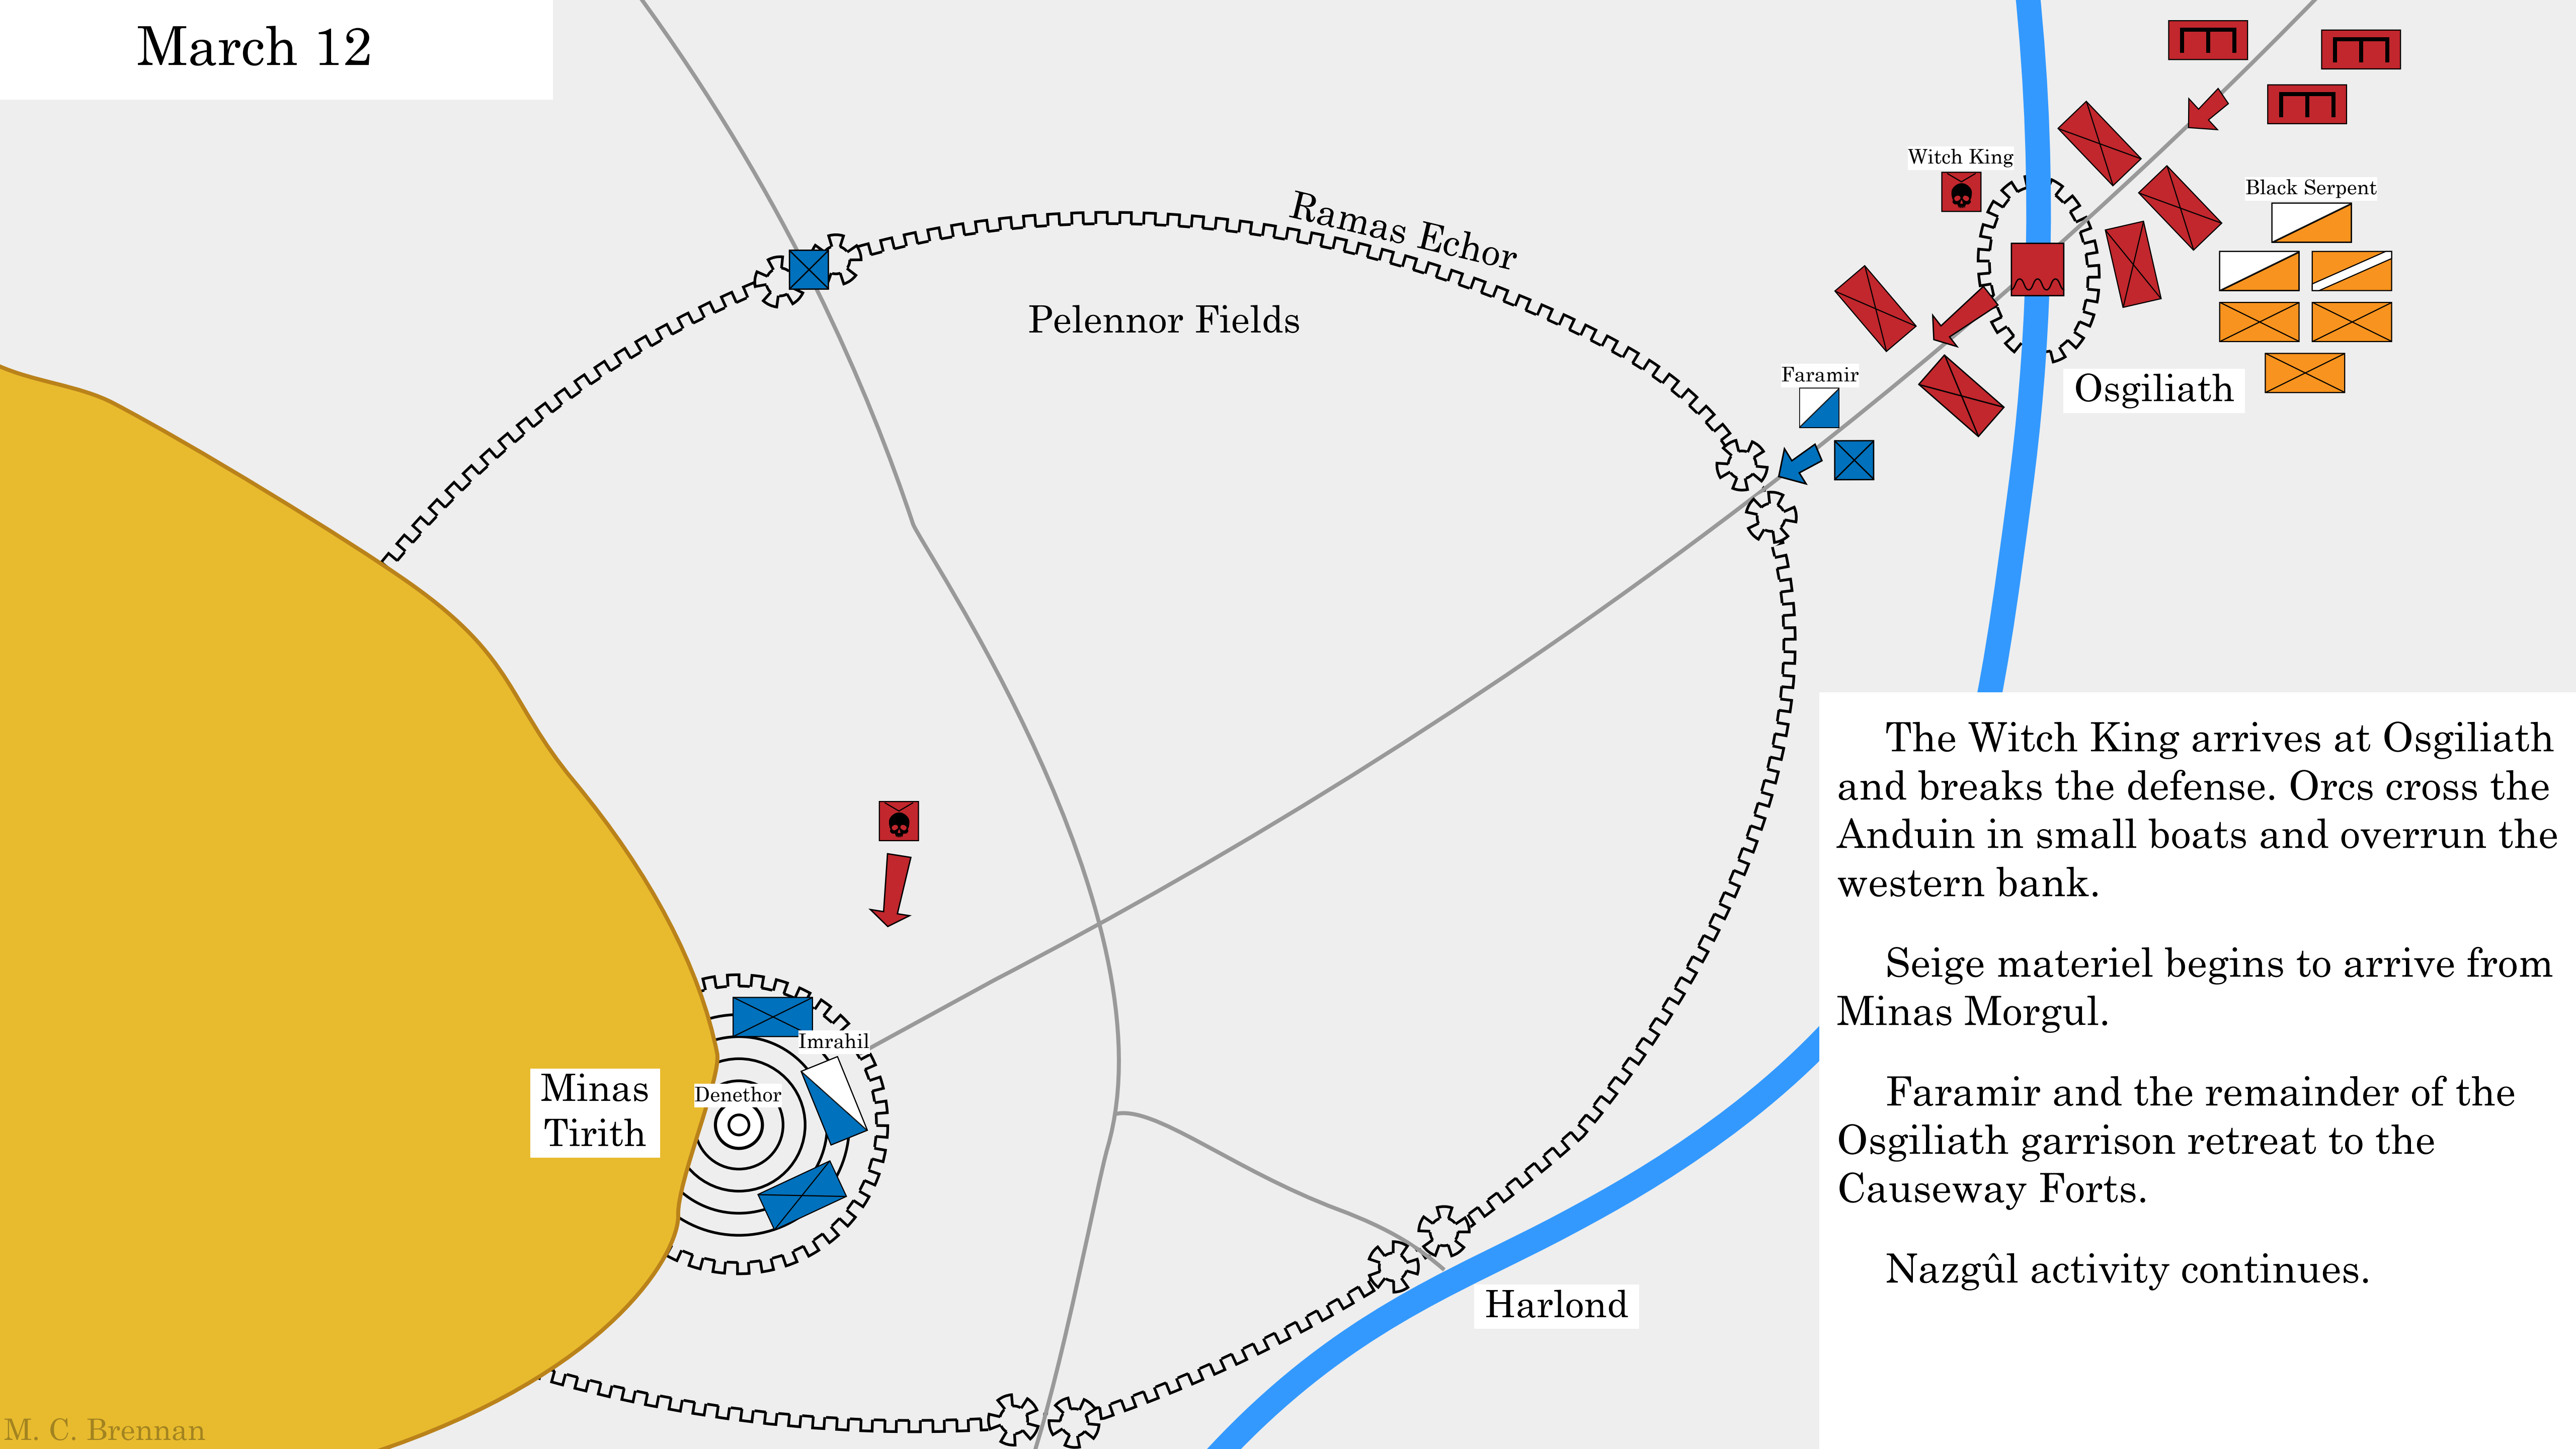 March 12
Witch King
Black Serpent
Ramas Echor
Pelennor Fields
Faramir
Osgiliath
The Witch King arrives at Osgiliath
and breaks the defense. Orcs cross the
Anduin in small boats and overrun the
western bank.
Seige materiel begins to arrive from
Minas Morgul.
Faramir and the remainder of the
Osgiliath garrison retreat to the
Causeway Forts.
Nazgûl activity continues.
Imrahil
Denethor
Minas
Tirith
Harlond
M. C. Brennan